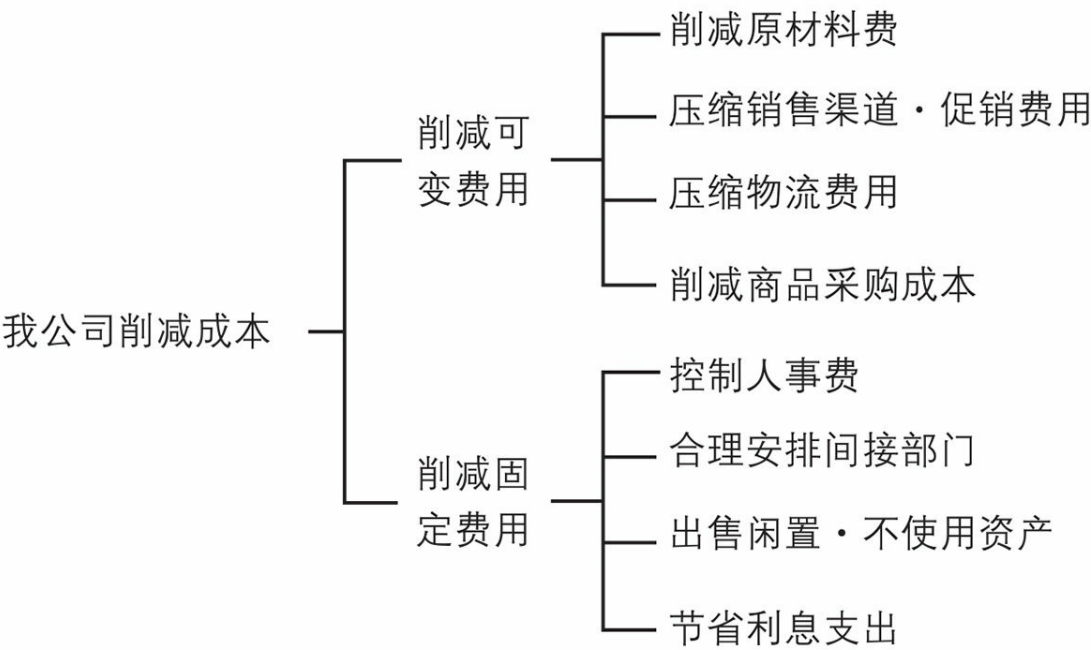 削减原材料费
压缩销售渠道·促销费用
削减可
变费用
压缩物流费用
削减商品采购成本
我公司削减成本
控制人事费
合理安排间接部门
削减固
定费用
出售闲置·不使用资产
节省利息支出